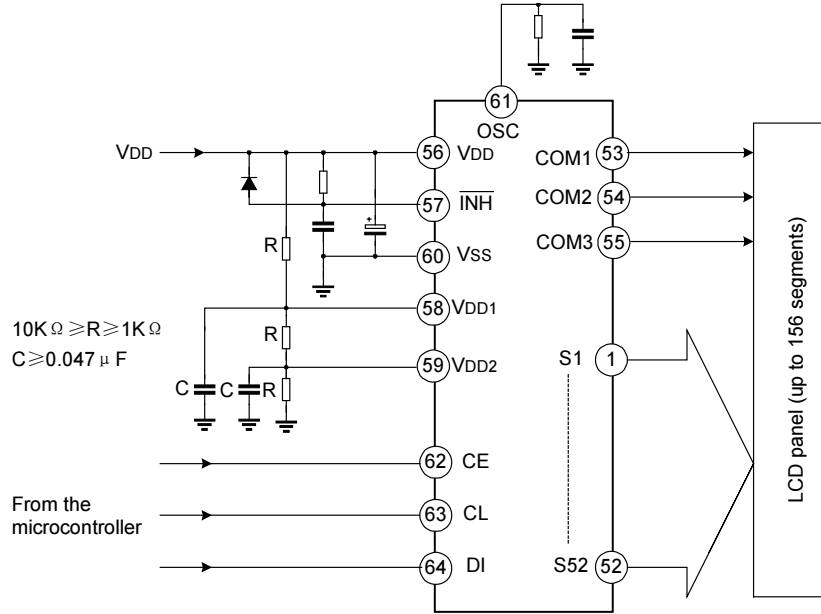 61
OSC
VDD
56
VDD
COM1
53
57
INH
COM2
54
R
+
60
VSS
COM3
55
58
VDD1
10KΩ≥R≥1KΩ
C≥0.047μF
R
59
VDD2
S1
1
C
C
R
LCD panel (up to 156 segments)
62
CE
From the
microcontroller
63
CL
64
DI
S52
52